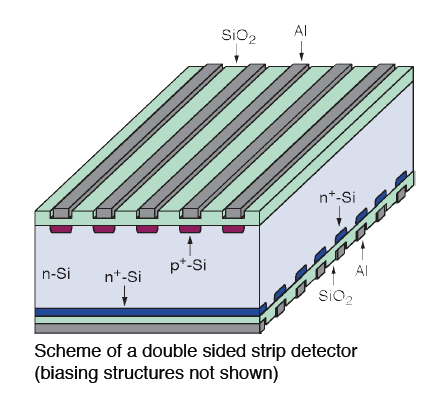 SiO₂
Al
n⁺-Si
n-Si
n⁺-Si
p⁺-Si
Al
SiO₂
Scheme of a double sided strip detector
(biasing structures not shown)